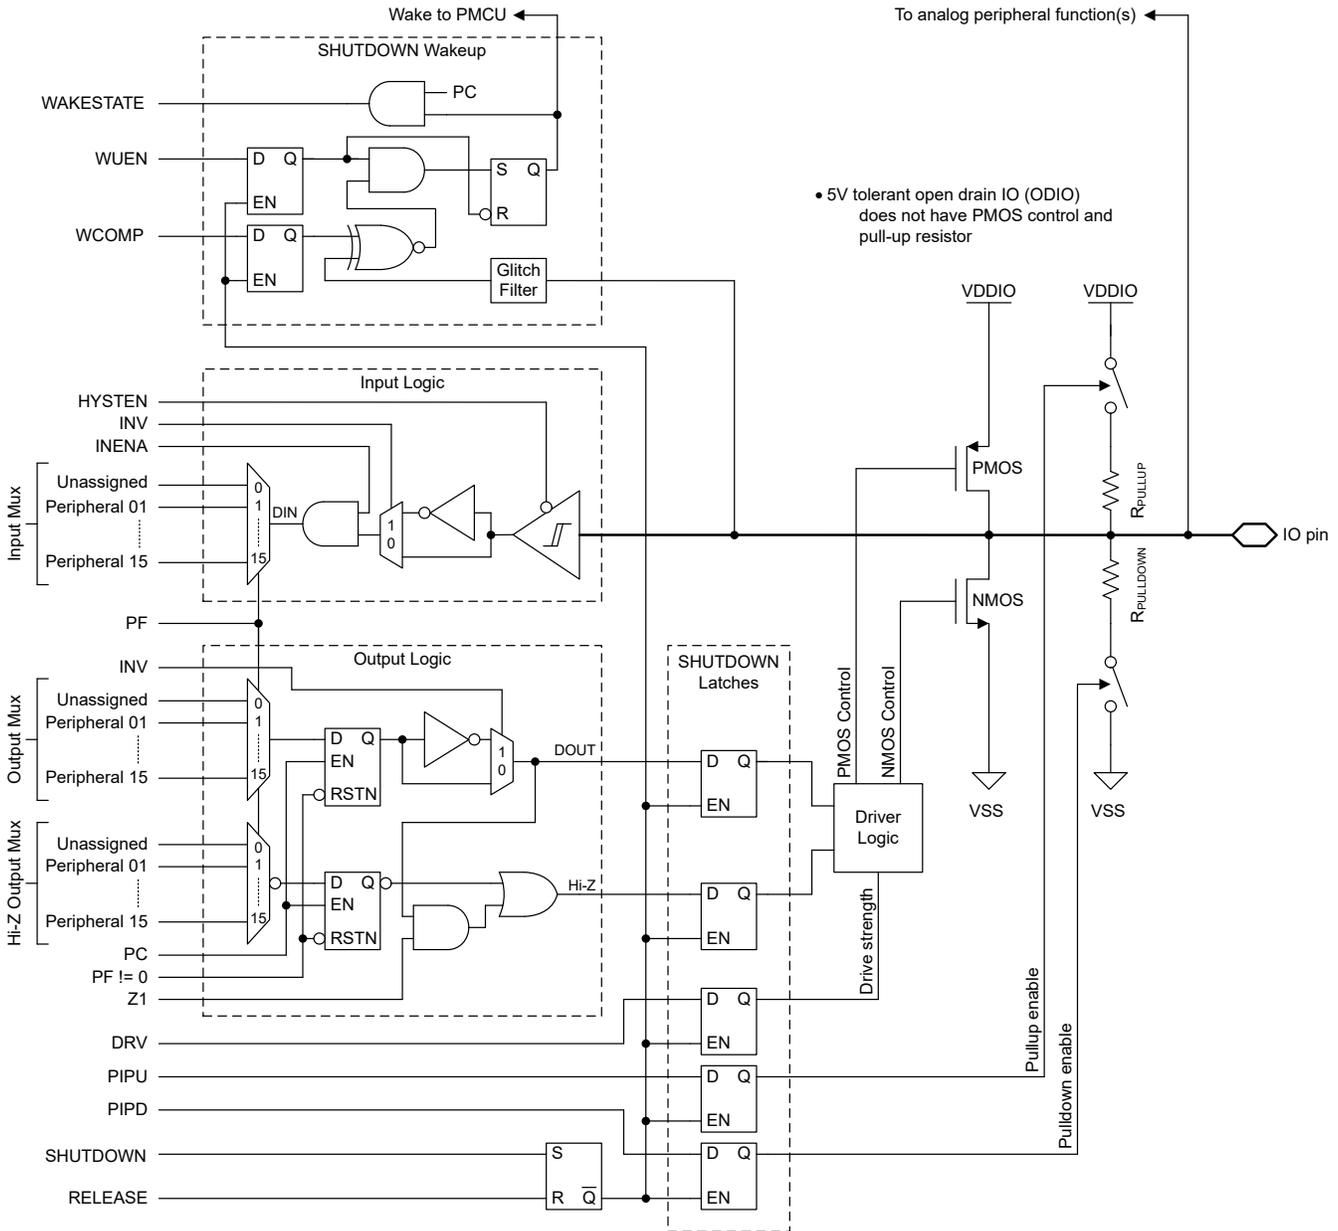 Wake to PMCU
To analog peripheral function(s)
SHUTDOWN Wakeup
WAKESTATE
PC
WUEN
D Q
EN
S Q
R
WCOMP
D Q
EN
Glitch
Filter
• 5V tolerant open drain IO (ODIO)
does not have PMOS control and
pull-up resistor
VDDIO
VDDIO
Input Logic
HYSTEN
INV
INENA
Input Mux
Unassigned
Peripheral 01
Peripheral 15
0
1
15
DIN
1
0
PMOS
RPULLUP
IO pin
RPULLDOWN
NMOS
PF
Output Logic
INV
Output Mux
Unassigned
Peripheral 01
Peripheral 15
0
1
15
D Q
EN
RSTN
1
0
DOUT
SHUTDOWN
Latches
D Q
EN
PMOS Control
NMOS Control
Driver
Logic
VSS
VSS
Hi-Z Output Mux
Unassigned
Peripheral 01
Peripheral 15
0
1
15
D Q
EN
RSTN
Hi-Z
D Q
EN
Drive strength
PC
PF != 0
Z1
DRV
D Q
EN
PIPU
D Q
EN
Pullup enable
PIPD
Pulldown enable
SHUTDOWN
RELEASE
S
R Q̅
D Q
EN